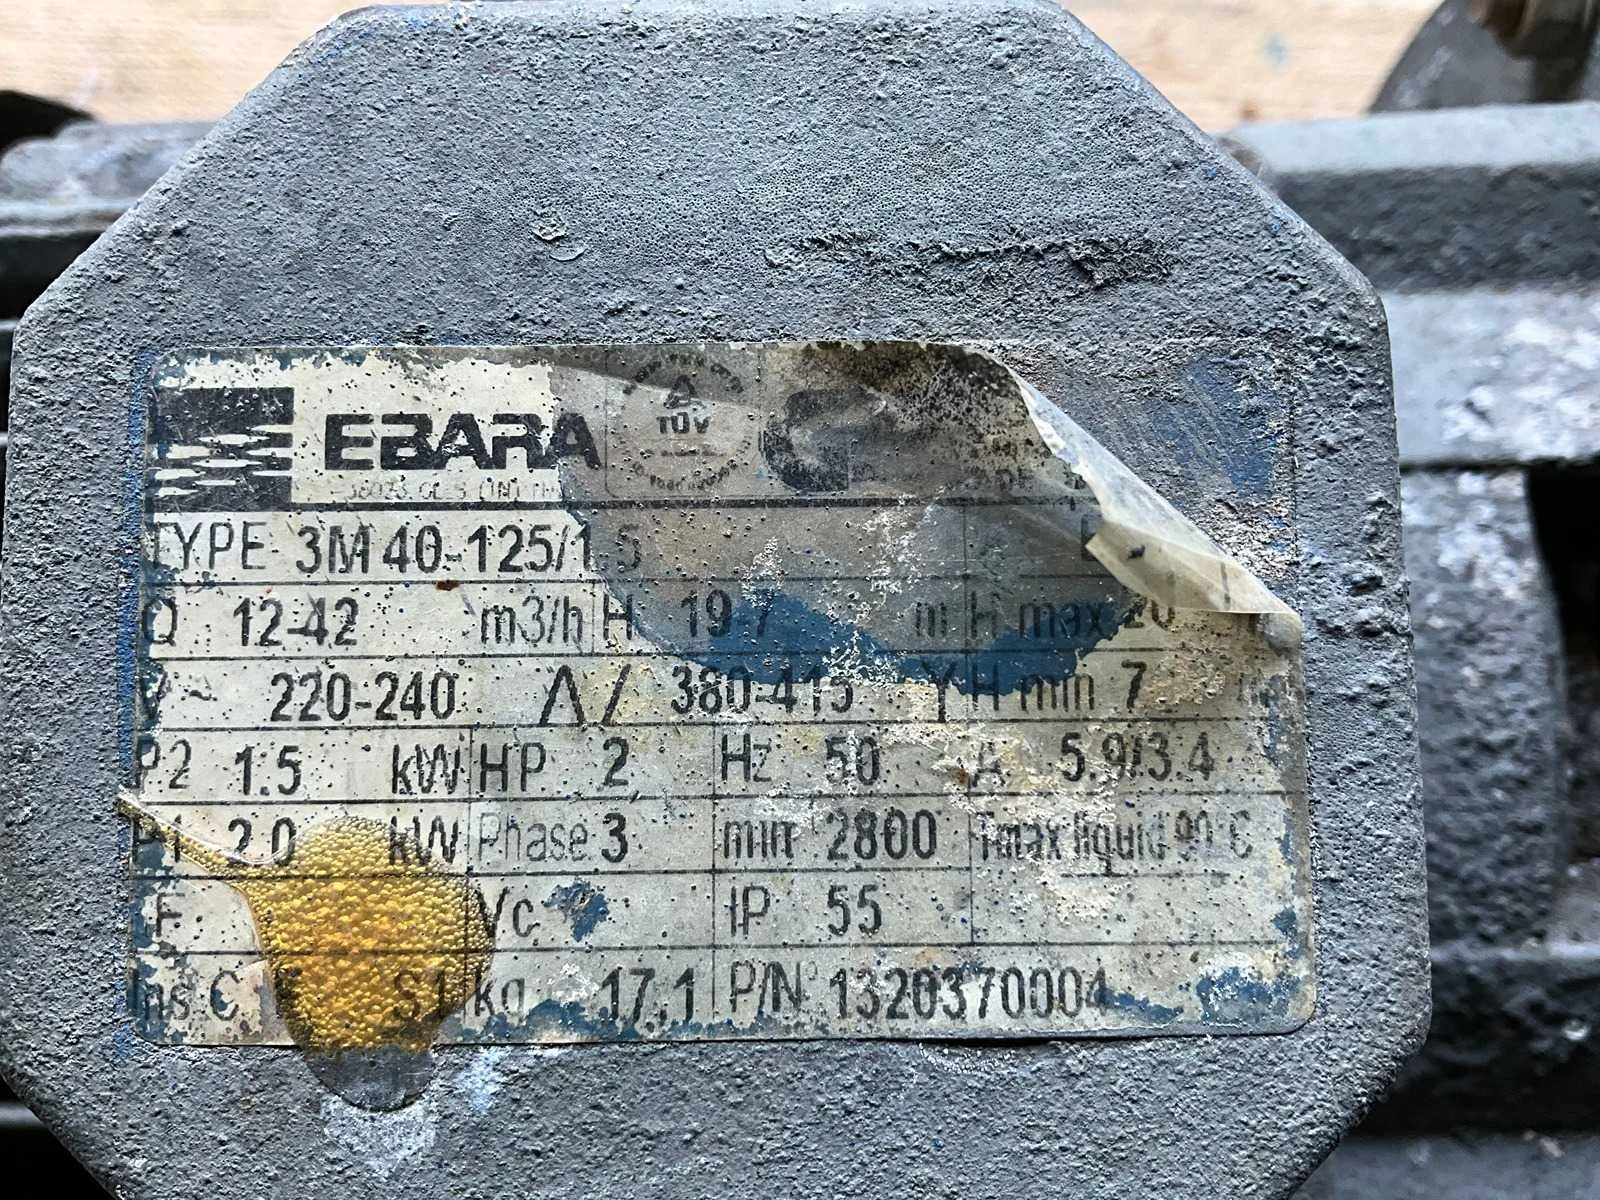 EBARA
TÜV
TYPE 3M 40-125/1.5
Q 12-42 m3/h H 19-7 m H max 20
V~ 220-240 Δ/ 380-415 Y H min 7 m
P2 1.5 kW HP 2 Hz 50 A 5.9/3.4
P1 2.0 kW Phase 3 min 2800 Tmax liquid 90°C
F Vc IP 55
Ins.C S1 kg 17.1 P/N° 1320370004